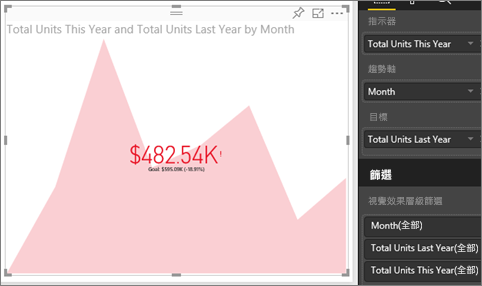 Total Units This Year and Total Units Last Year by Month
$482.54K!
Goal: $595.09K (-18.91%)
指示器
Total Units This Year
趨勢軸
Month
目標
Total Units Last Year
篩選
視覺效果層級篩選
Month(全部)
Total Units Last Year(全部)
Total Units This Year(全部)